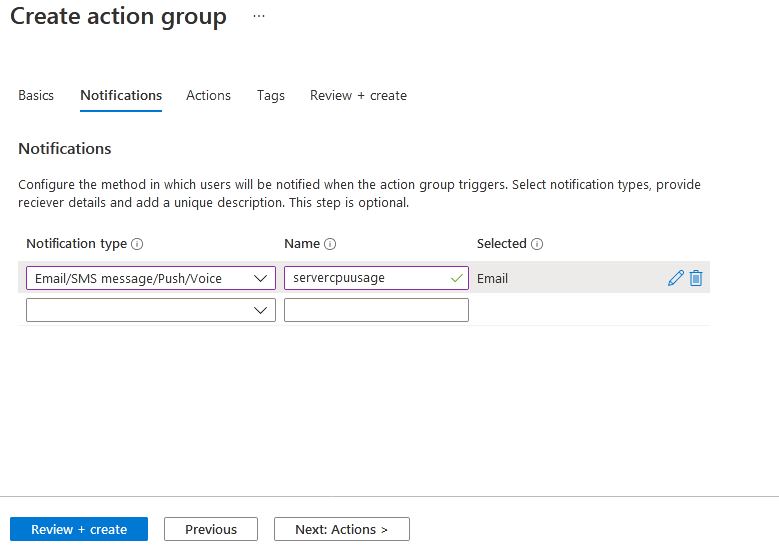 Create action group ...
Basics Notifications Actions Tags Review + create
Notifications
Configure the method in which users will be notified when the action group triggers. Select notification types, provide
reciever details and add a unique description. This step is optional.
Notification type Name Selected
Email/SMS message/Push/Voice servercpuusage Email
Review + create Previous Next: Actions >